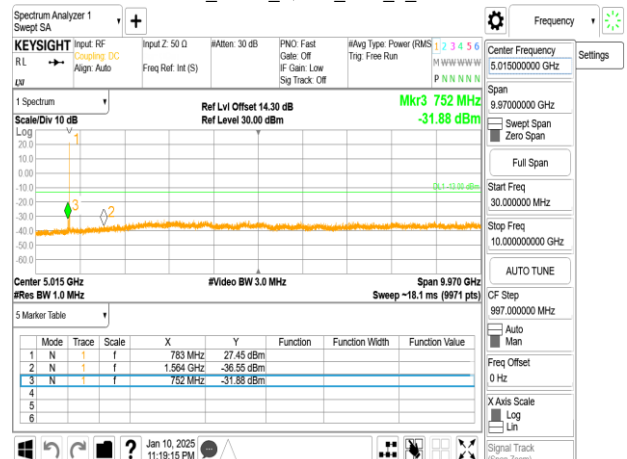 Spectrum Analyzer 1
Swept SA
Frequency
KEYSIGHT
Input: RF
Coupling: DC
Align: Auto
Input Z: 50 Ω
Freq Ref: Int (S)
#Atten: 30 dB
PNO: Fast
Gate: Off
IF Gain: Low
Sig Track: Off
#Avg Type: Power (RMS
Trig: Free Run
1 2 3 4 5 6
M W W W W W
P N N N N N
R L
LXI
1 Spectrum
Scale/Div 10 dB
Ref Lvl Offset 14.30 dB
Ref Level 30.00 dBm
Mkr3 752 MHz
-31.88 dBm
Log
20.0
10.0
0.00
-10.0
-20.0
-30.0
-40.0
-50.0
-60.0
1
3
2
DL1 -13.00 dBm
Center 5.015 GHz
#Res BW 1.0 MHz
#Video BW 3.0 MHz
Span 9.970 GHz
Sweep ~18.1 ms (9971 pts)
5 Marker Table
Mode Trace Scale X Y Function Function Width Function Value
1 N 1 f 783 MHz 27.45 dBm
2 N 1 f 1.564 GHz -36.55 dBm
3 N 1 f 752 MHz -31.88 dBm
4
5
6
Jan 10, 2025
11:19:15 PM
?
Center Frequency
5.015000000 GHz
Settings
Span
9.97000000 GHz
Swept Span
Zero Span
Full Span
Start Freq
30.000000 MHz
Stop Freq
10.000000000 GHz
AUTO TUNE
CF Step
997.000000 MHz
Auto
Man
Freq Offset
0 Hz
X Axis Scale
Log
Lin
Signal Track
(Span Zoom)